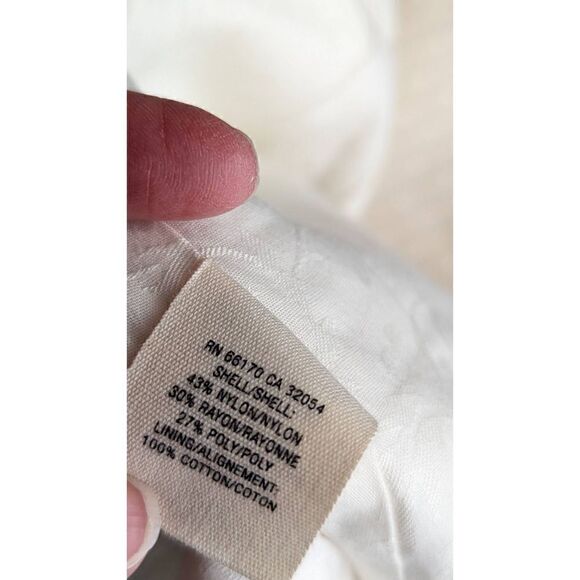 RN 66170 CA 32054
SHELL/SHELL:
43% NYLON/NYLON
30% RAYON/RAYONNE
27% POLY/POLY
LINING/ALIGNEMENT:
100% COTTON/COTON